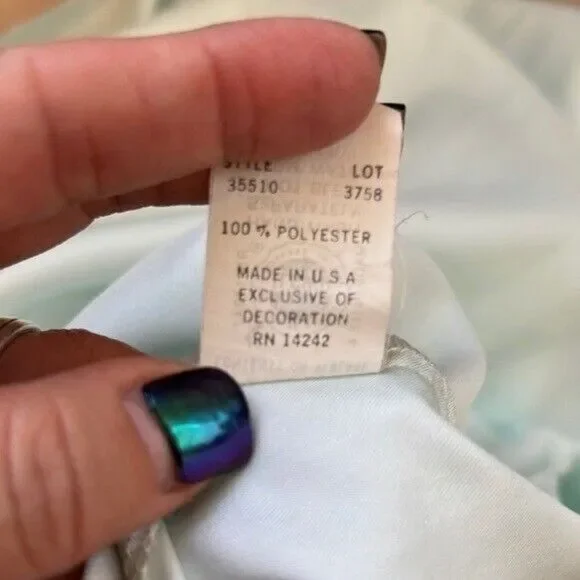 STYLE LOT
35510 3758
100% POLYESTER
MADE IN U.S.A
EXCLUSIVE OF
DECORATION
RN 14242